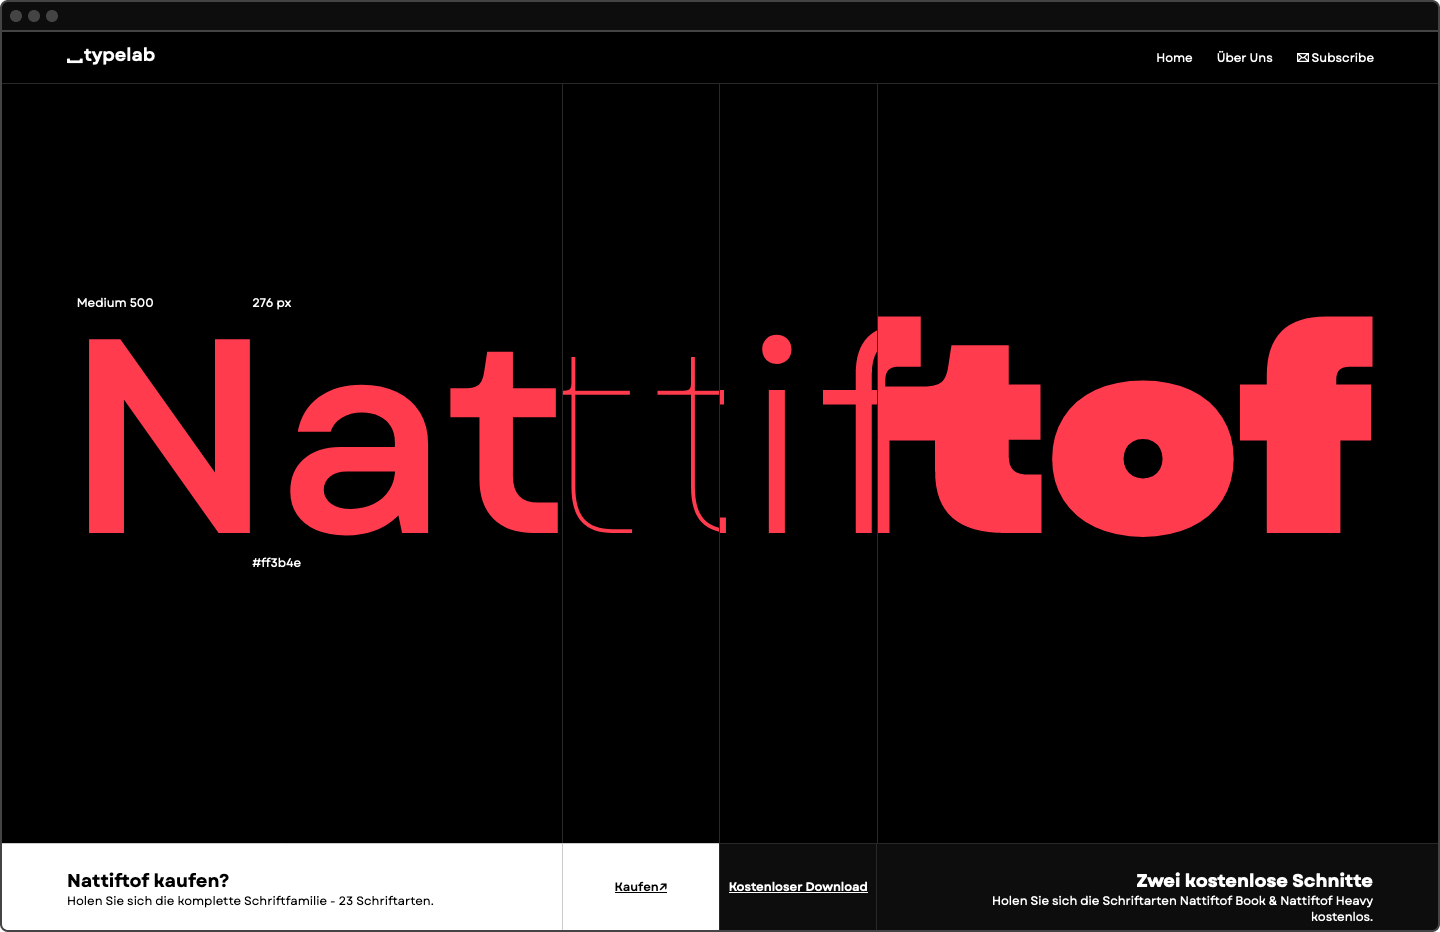 typelab
Home Über Uns Subscribe
Medium 500 276 px
Nattiftof
#ff3b4e
Nattiftof kaufen?
Holen Sie sich die komplette Schriftfamilie - 23 Schriftarten.
Kaufen↗
Kostenloser Download
Zwei kostenlose Schnitte
Holen Sie sich die Schriftarten Nattiftof Book & Nattiftof Heavy
kostenlos.